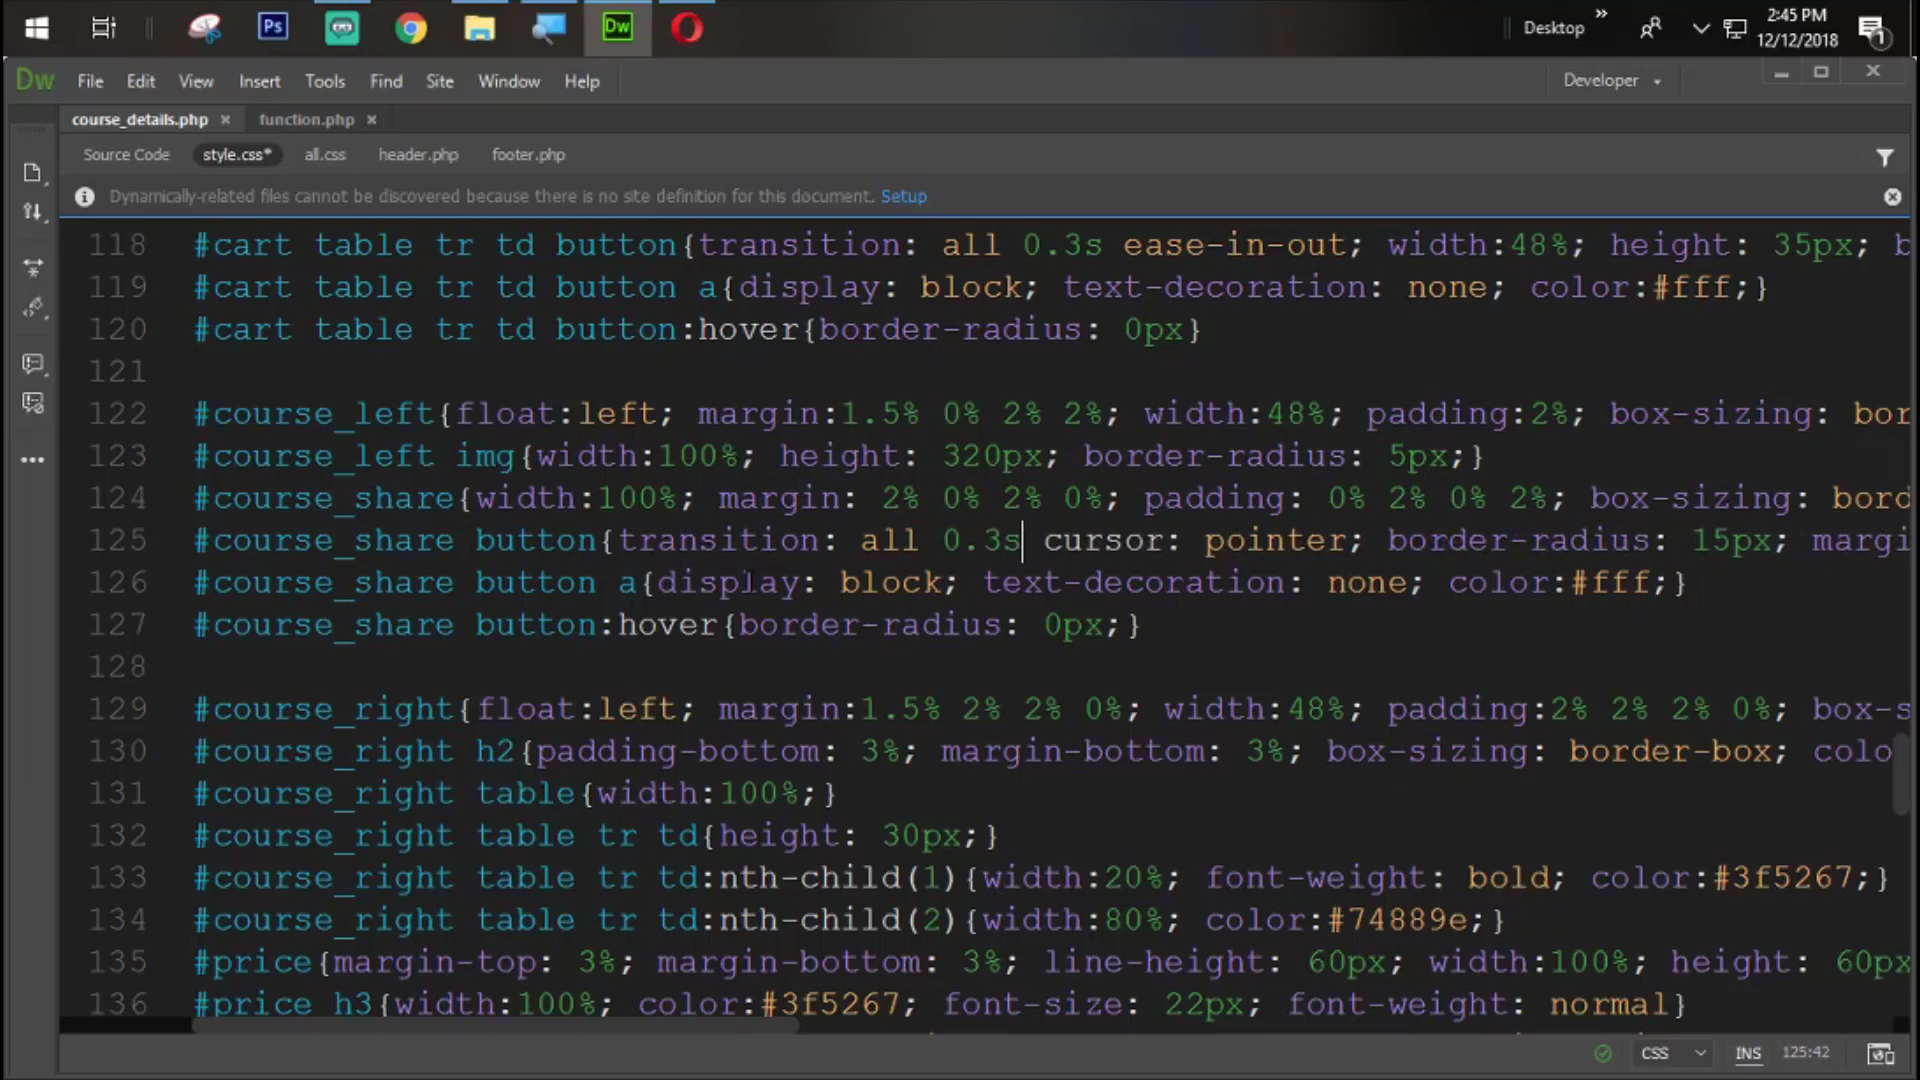 Ps
Dw
Desktop
»
2:45 PM
12/12/2018
1
Dw File Edit View Insert Tools Find Site Window Help
Developer
course_details.php × function.php ×
Source Code style.css* all.css header.php footer.php
Dynamically-related files cannot be discovered because there is no site definition for this document. Setup
118 #cart table tr td button{transition: all 0.3s ease-in-out; width:48%; height: 35px; b
119 #cart table tr td button a{display: block; text-decoration: none; color:#fff;}
120 #cart table tr td button:hover{border-radius: 0px}
121
122 #course_left{float:left; margin:1.5% 0% 2% 2%; width:48%; padding:2%; box-sizing: bor
123 #course_left img{width:100%; height: 320px; border-radius: 5px;}
124 #course_share{width:100%; margin: 2% 0% 2% 0%; padding: 0% 2% 0% 2%; box-sizing: bord
125 #course_share button{transition: all 0.3s cursor: pointer; border-radius: 15px; margi
126 #course_share button a{display: block; text-decoration: none; color:#fff;}
127 #course_share button:hover{border-radius: 0px;}
128
129 #course_right{float:left; margin:1.5% 2% 2% 0%; width:48%; padding:2% 2% 2% 0%; box-s
130 #course_right h2{padding-bottom: 3%; margin-bottom: 3%; box-sizing: border-box; colo
131 #course_right table{width:100%;}
132 #course_right table tr td{height: 30px;}
133 #course_right table tr td:nth-child(1){width:20%; font-weight: bold; color:#3f5267;}
134 #course_right table tr td:nth-child(2){width:80%; color:#74889e;}
135 #price{margin-top: 3%; margin-bottom: 3%; line-height: 60px; width:100%; height: 60px
136 #price h3{width:100%; color:#3f5267; font-size: 22px; font-weight: normal}
CSS INS 125:42